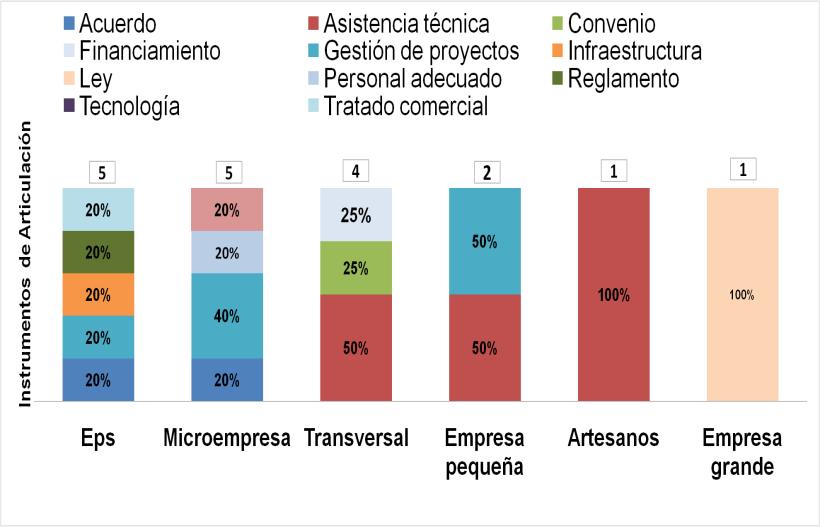 Acuerdo Asistencia técnica Convenio
Financiamiento Gestión de proyectos Infraestructura
Ley Personal adecuado Reglamento
Tecnología Tratado comercial
Instrumentos de Articulación
5 5 4 2 1 1
20% 20% 25% 50% 100% 100%
20% 20% 25% 50%
20% 40% 50%
20% 20%
20%
Eps Microempresa Transversal Empresa pequeña Artesanos Empresa grande